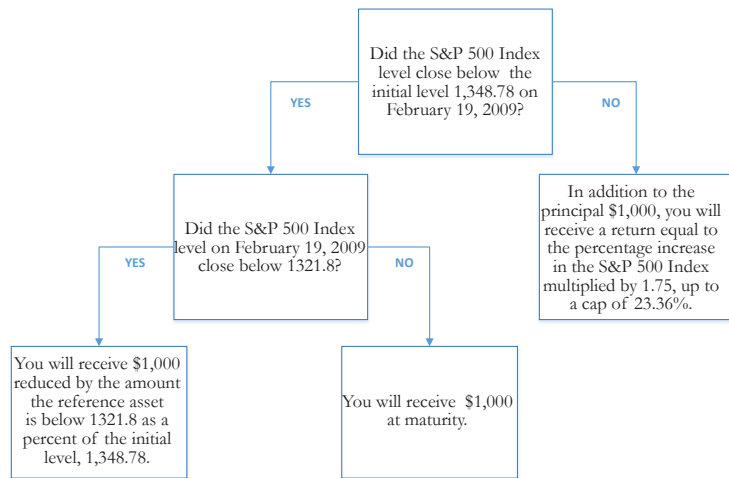 Did the S&P 500 Index
level close below the
initial level 1,348.78 on
February 19, 2009?
YES
NO
Did the S&P 500 Index
level on February 19, 2009
close below 1321.8?
In addition to the
principal $1,000, you will
receive a return equal to
the percentage increase
in the S&P 500 Index
multiplied by 1.75, up to
a cap of 23.36%.
YES
NO
You will receive $1,000
reduced by the amount
the reference asset
is below 1321.8 as a
percent of the initial
level, 1,348.78.
You will receive $1,000
at maturity.